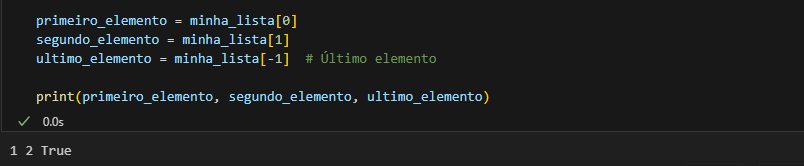 primeiro_elemento = minha_lista[0]
segundo_elemento = minha_lista[1]
ultimo_elemento = minha_lista[-1]  # Último elemento
print(primeiro_elemento, segundo_elemento, ultimo_elemento)
0.0s
1 2 True